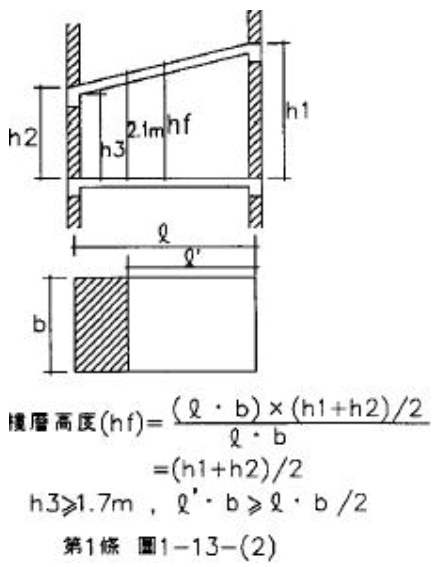 h2
h3
2.1m
hf
h1
ℓ
ℓ'
b
樓層高度(hf)=(ℓ·b)×(h1+h2)/2
ℓ·b
=(h1+h2)/2
h3≥1.7m , ℓ'·b≥ℓ·b/2
第1條 圖1-13-(2)